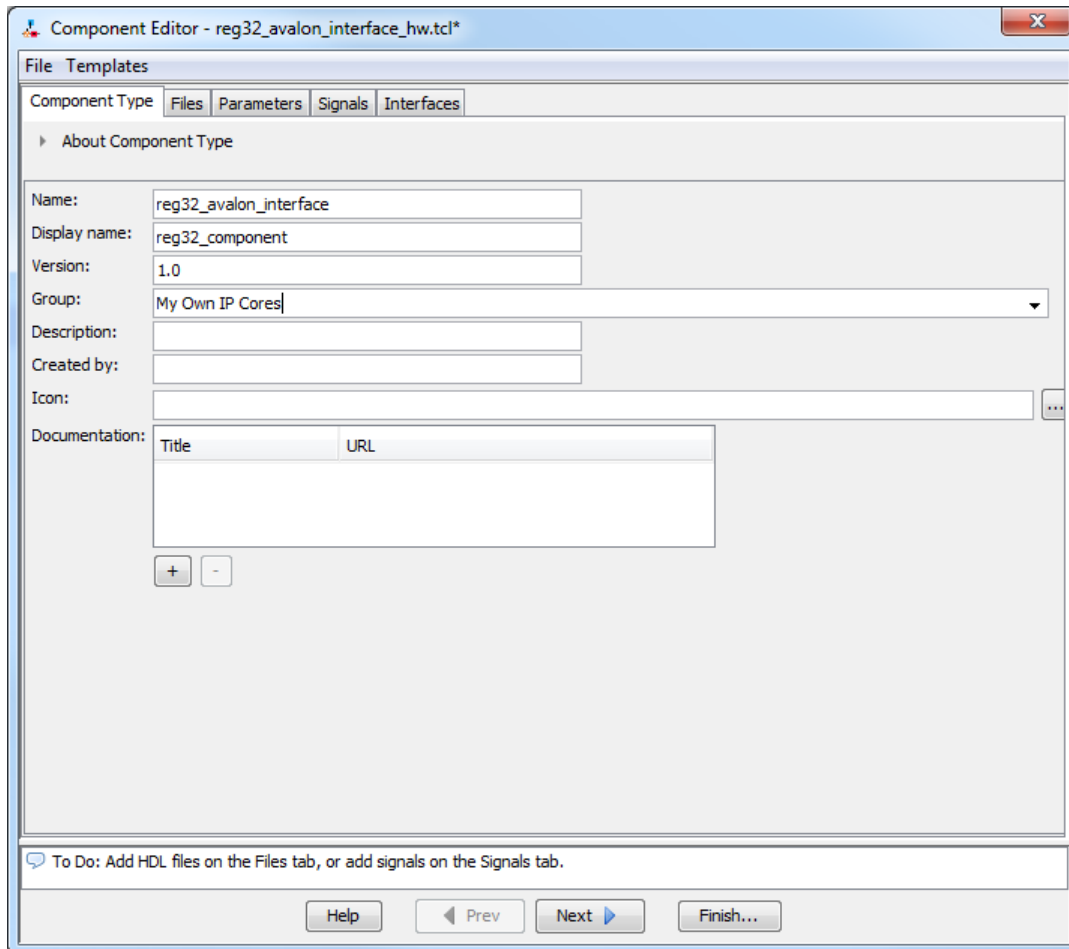 Component Editor - reg32_avalon_interface_hw.tcl*
File Templates
Component Type Files Parameters Signals Interfaces
About Component Type
Name: reg32_avalon_interface
Display name: reg32_component
Version: 1.0
Group: My Own IP Cores
Description:
Created by:
Icon: ...
Documentation: Title URL
+ -
To Do: Add HDL files on the Files tab, or add signals on the Signals tab.
Help Prev Next Finish...